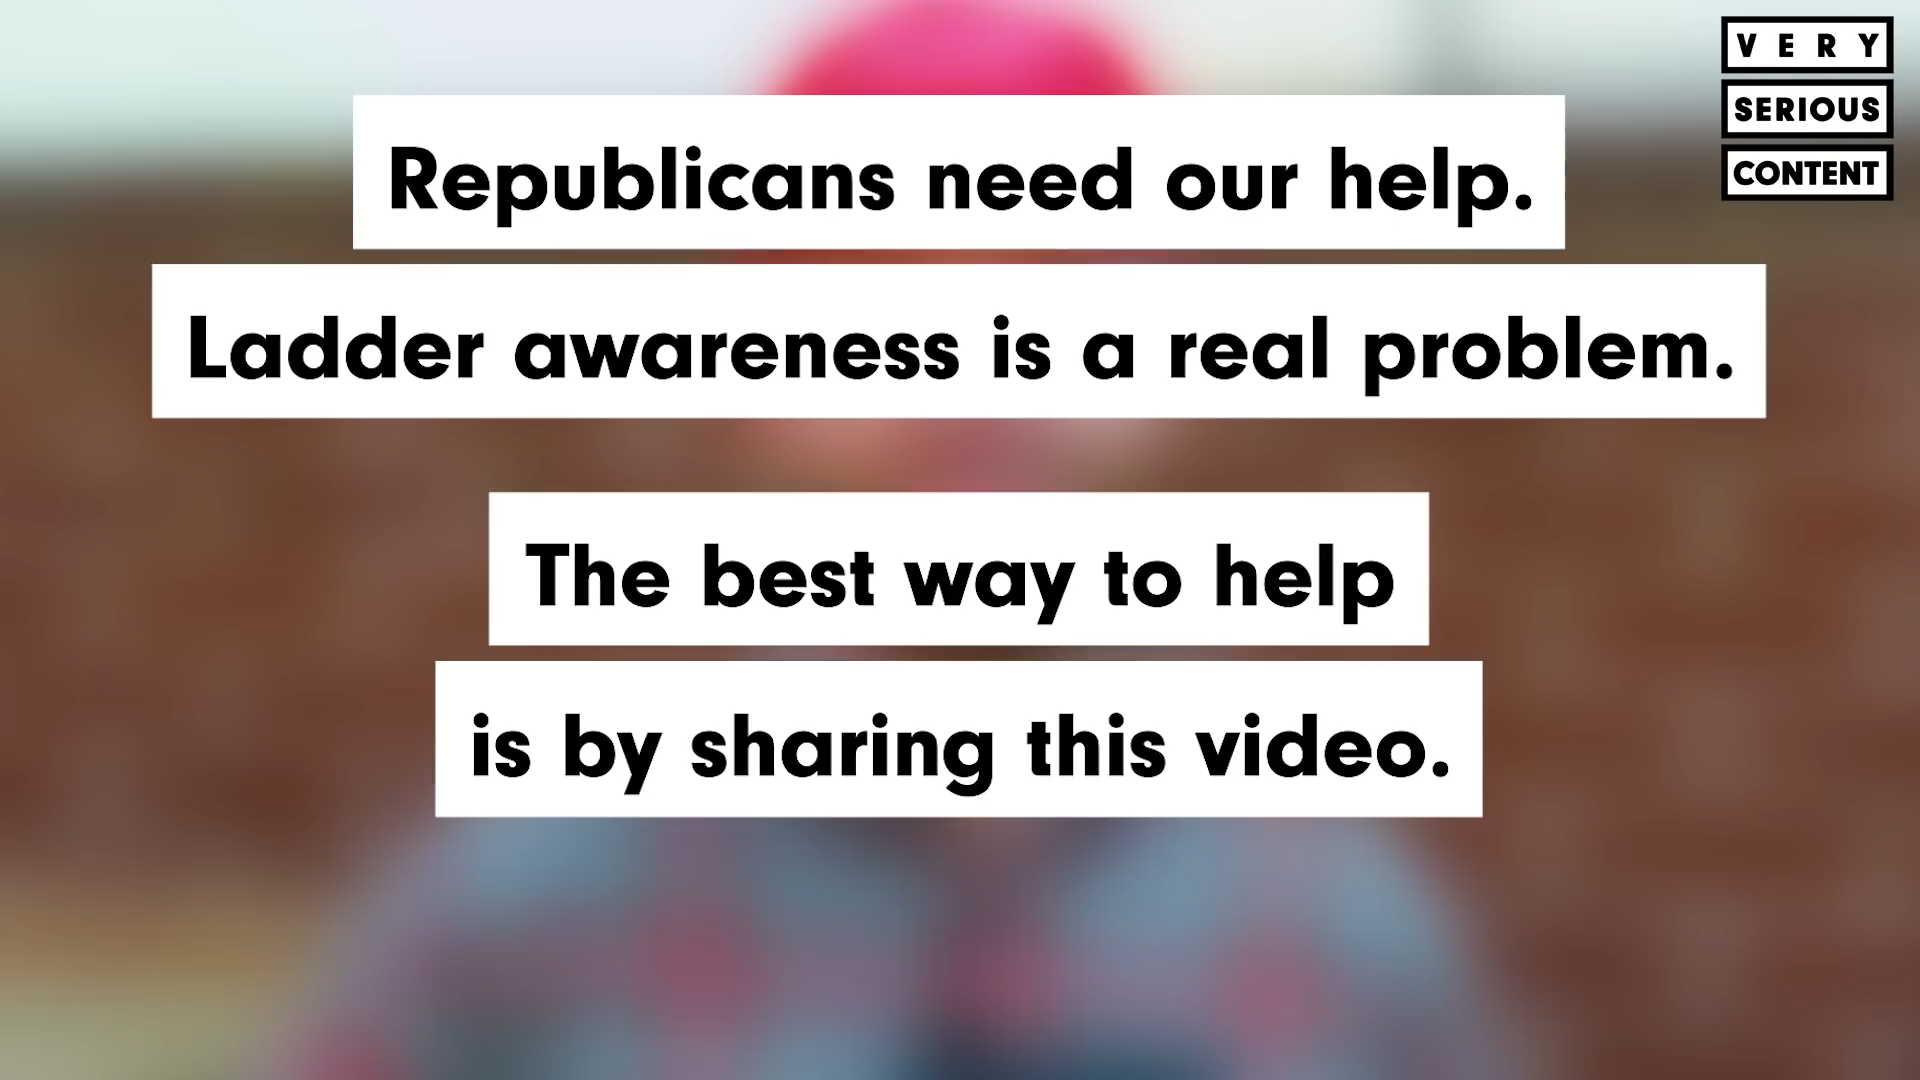 VERY
SERIOUS
CONTENT
Republicans need our help.
Ladder awareness is a real problem.
The best way to help
is by sharing this video.